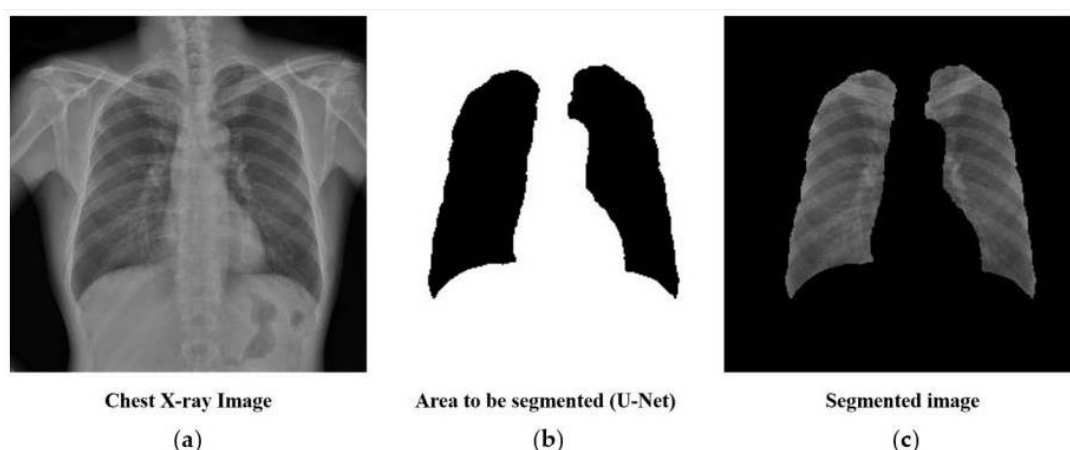 Chest X-ray Image
Area to be segmented (U-Net)
Segmented image
(a)
(b)
(c)